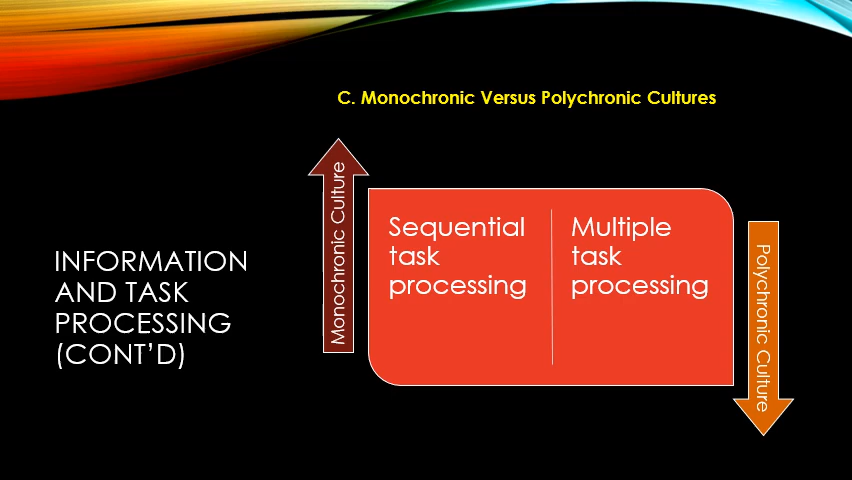 C. Monochronic Versus Polychronic Cultures
INFORMATION
AND TASK
PROCESSING
(CONT’D)
Monochronic Culture
Sequential
task
processing
Multiple
task
processing
Polychronic Culture